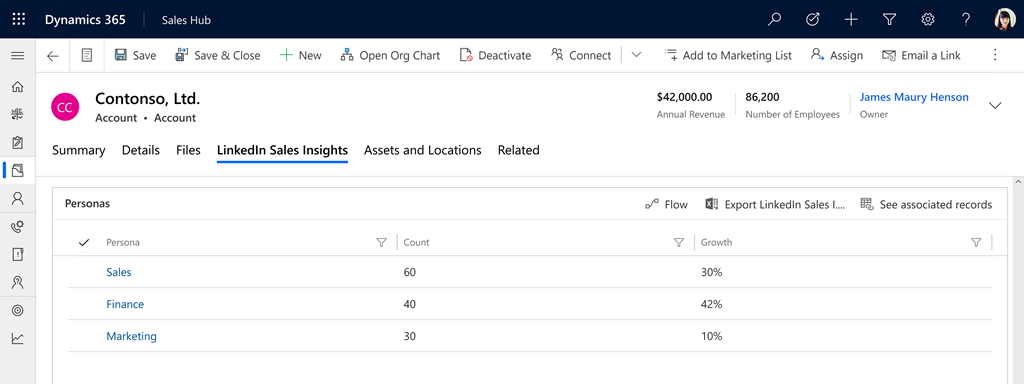 Dynamics 365 Sales Hub
Save Save & Close New Open Org Chart Deactivate Connect Add to Marketing List Assign Email a Link
CC
Contonso, Ltd.
Account • Account
$42,000.00
Annual Revenue
86,200
Number of Employees
James Maury Henson
Owner
Summary Details Files LinkedIn Sales Insights Assets and Locations Related
Personas Flow Export LinkedIn Sales I.... See associated records
Persona Count Growth
Sales 60 30%
Finance 40 42%
Marketing 30 10%